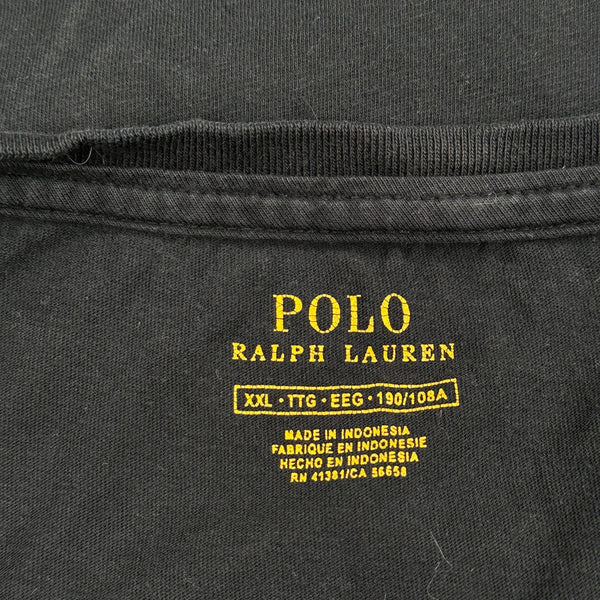 POLO
RALPH LAUREN
XXL • TTG • EEG • 190/108A
MADE IN INDONESIA
FABRIQUE EN INDONESIE
HECHO EN INDONESIA
RN 41381/CA 56658